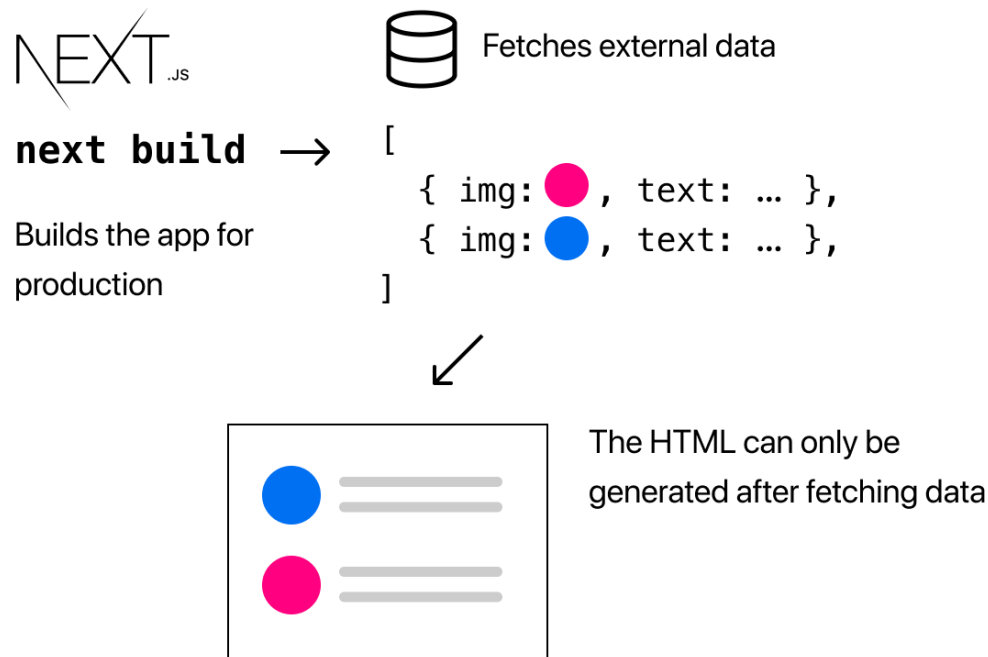 NEXT.JS
Fetches external data
next build
[
{ img: , text: … },
{ img: , text: … },
]
Builds the app for
production
The HTML can only be
generated after fetching data